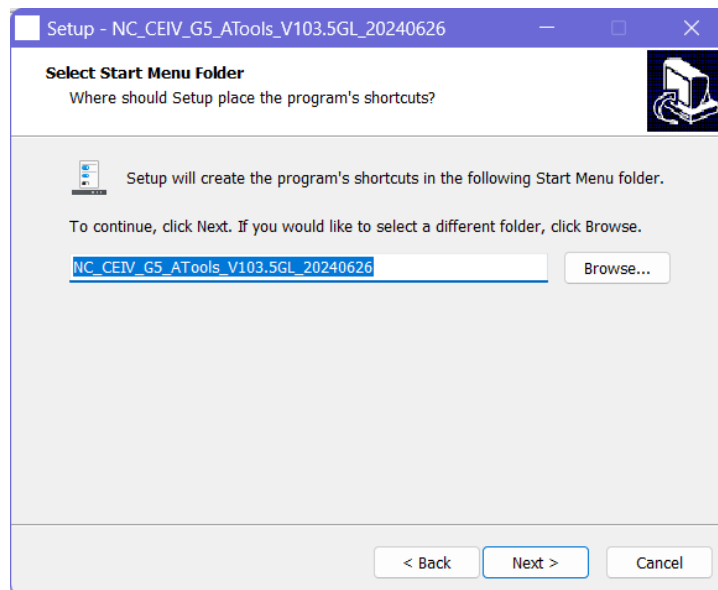 Setup - NC_CEIV_G5_ATools_V103.5GL_20240626
Select Start Menu Folder
Where should Setup place the program's shortcuts?
Setup will create the program's shortcuts in the following Start Menu folder.
To continue, click Next. If you would like to select a different folder, click Browse.
NC_CEIV_G5_ATools_V103.5GL_20240626
Browse...
< Back
Next >
Cancel